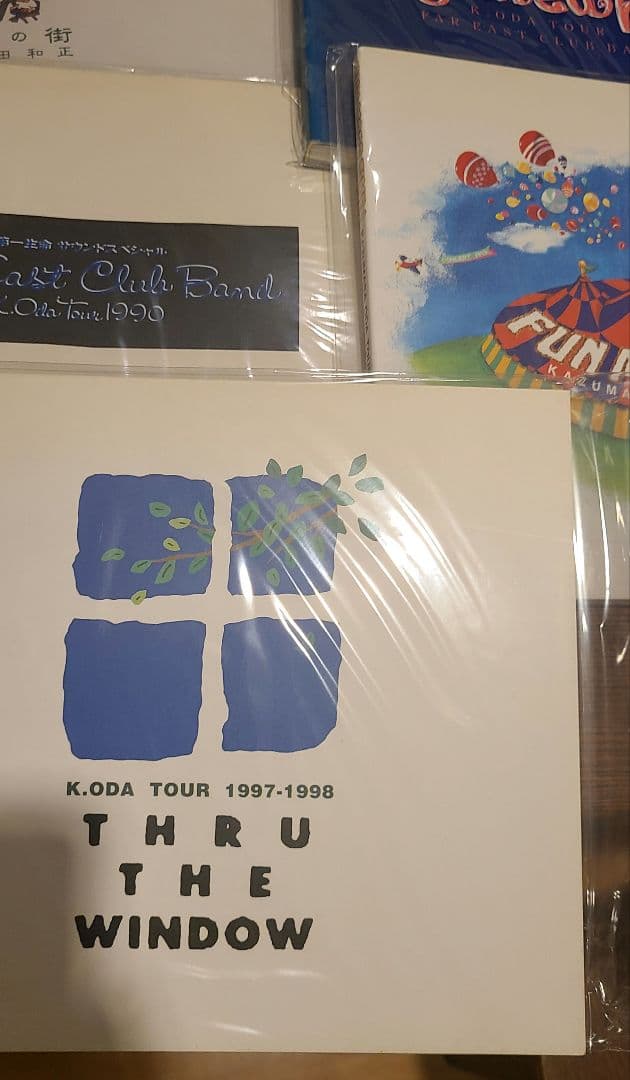 の街
田和正
K.ODA TOUR
FAR EAST CLUB BA
第一生命 サウンドスペシャル
East Club Band
K.Oda Tour 1990
FUN
KAZUMA
K.ODA TOUR 1997-1998
THRU
THE
WINDOW